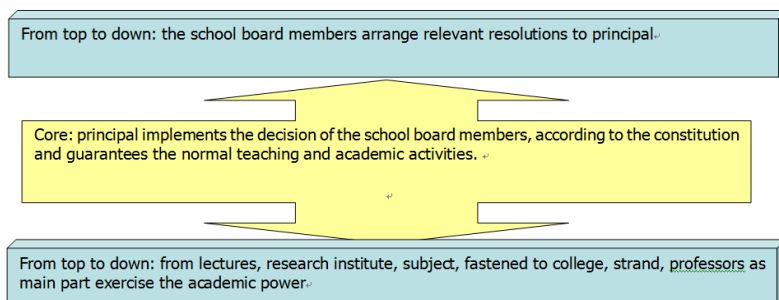 From top to down: the school board members arrange relevant resolutions to principal
Core: principal implements the decision of the school board members, according to the constitution
and guarantees the normal teaching and academic activities.
From top to down: from lectures, research institute, subject, fastened to college, strand, professors as
main part exercise the academic power